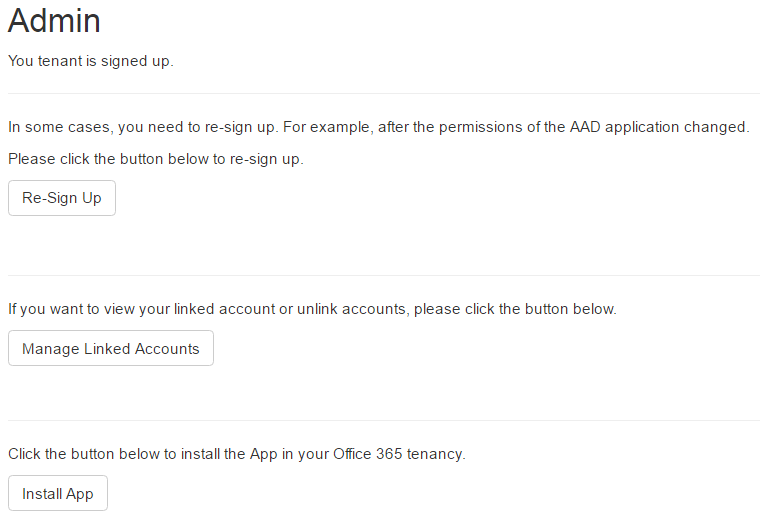 Admin
You tenant is signed up.
In some cases, you need to re-sign up. For example, after the permissions of the AAD application changed.
Please click the button below to re-sign up.
Re-Sign Up
If you want to view your linked account or unlink accounts, please click the button below.
Manage Linked Accounts
Click the button below to install the App in your Office 365 tenancy.
Install App